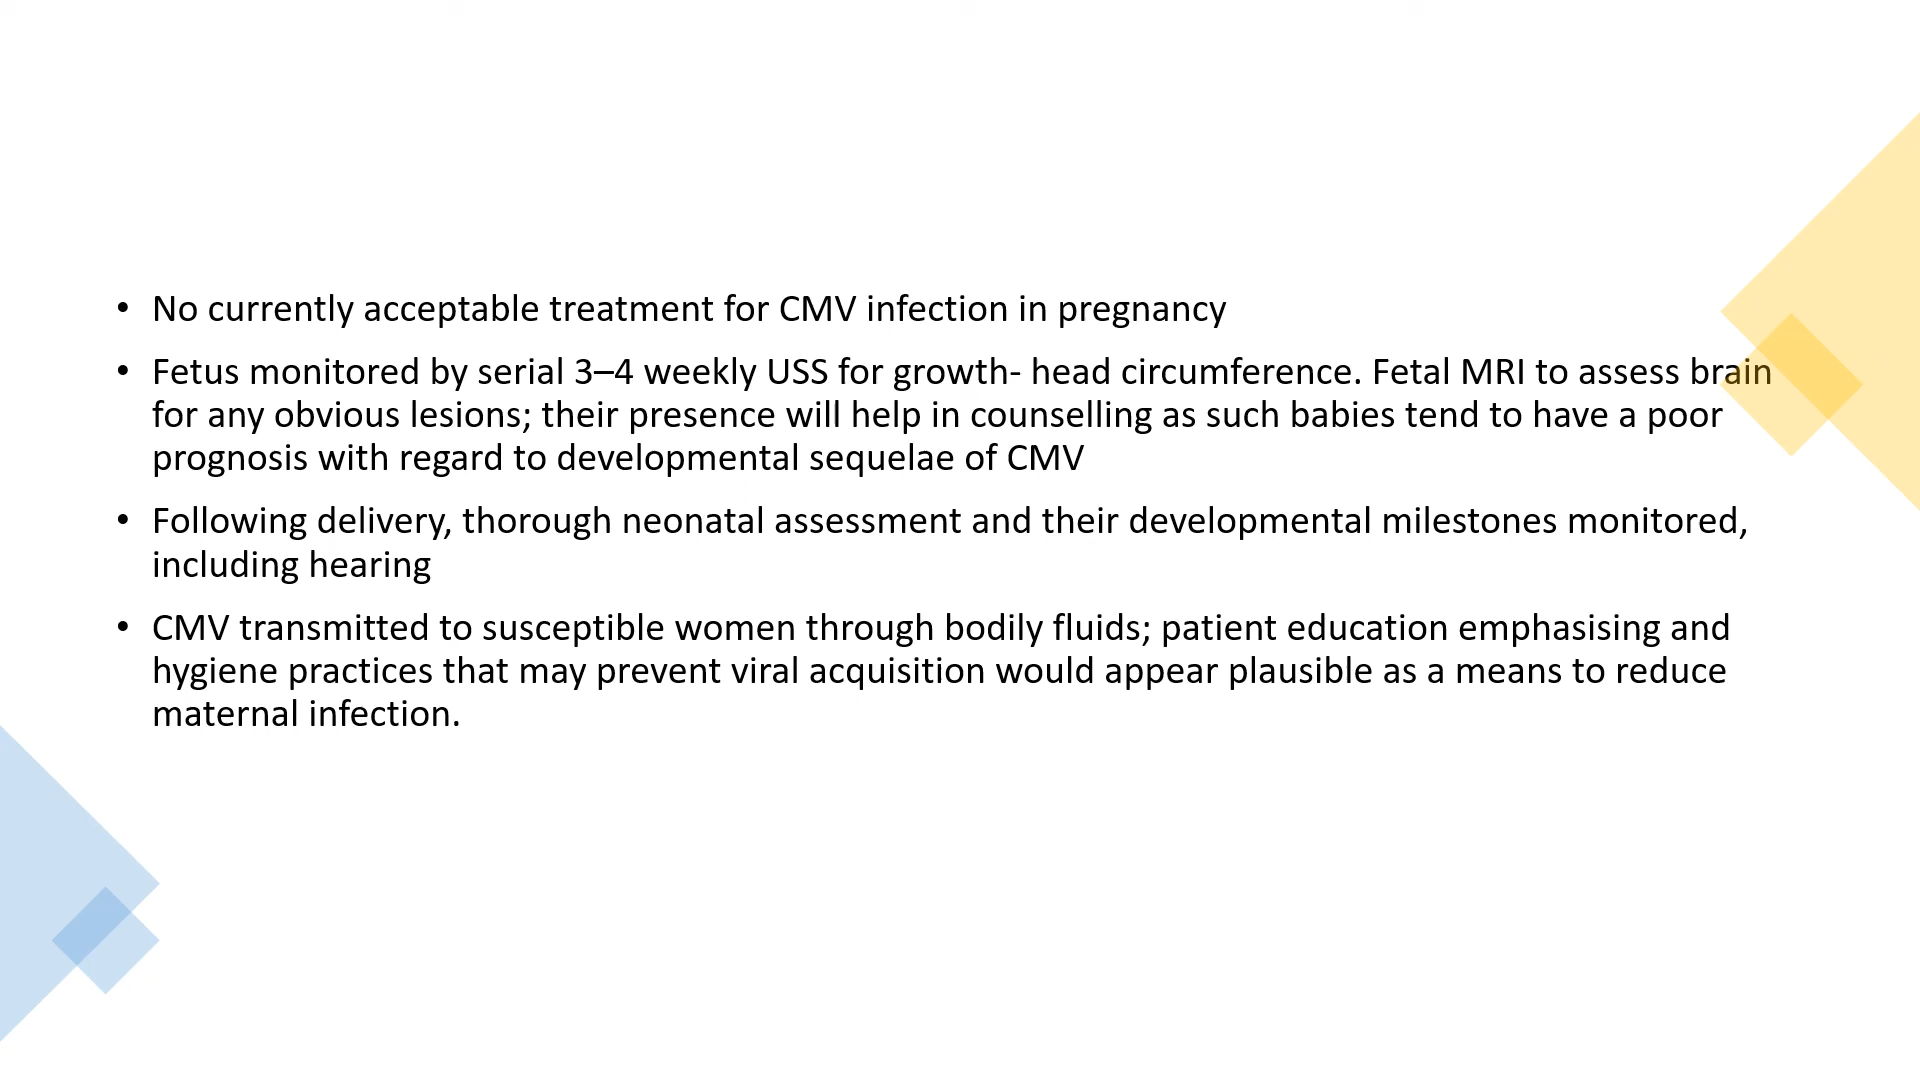 • No currently acceptable treatment for CMV infection in pregnancy
• Fetus monitored by serial 3–4 weekly USS for growth- head circumference. Fetal MRI to assess brain
for any obvious lesions; their presence will help in counselling as such babies tend to have a poor
prognosis with regard to developmental sequelae of CMV
• Following delivery, thorough neonatal assessment and their developmental milestones monitored,
including hearing
• CMV transmitted to susceptible women through bodily fluids; patient education emphasising and
hygiene practices that may prevent viral acquisition would appear plausible as a means to reduce
maternal infection.